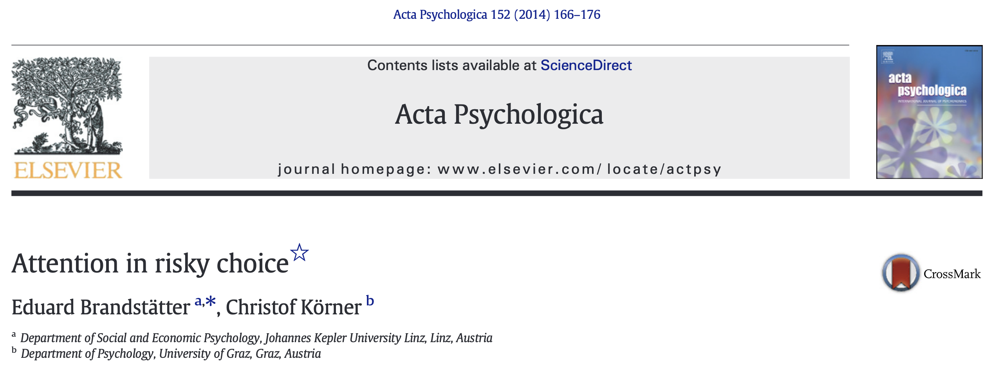 Acta Psychologica 152 (2014) 166–176
Contents lists available at ScienceDirect
Acta Psychologica
journal homepage: www.elsevier.com/ locate/actpsy
NON SOLUS
ELSEVIER
acta
psychologica
INTERNATIONAL JOURNAL OF PSYCHONOMICS
Attention in risky choice☆
CrossMark
Eduard Brandstätter a,*, Christof Körner b
a Department of Social and Economic Psychology, Johannes Kepler University Linz, Linz, Austria
b Department of Psychology, University of Graz, Graz, Austria